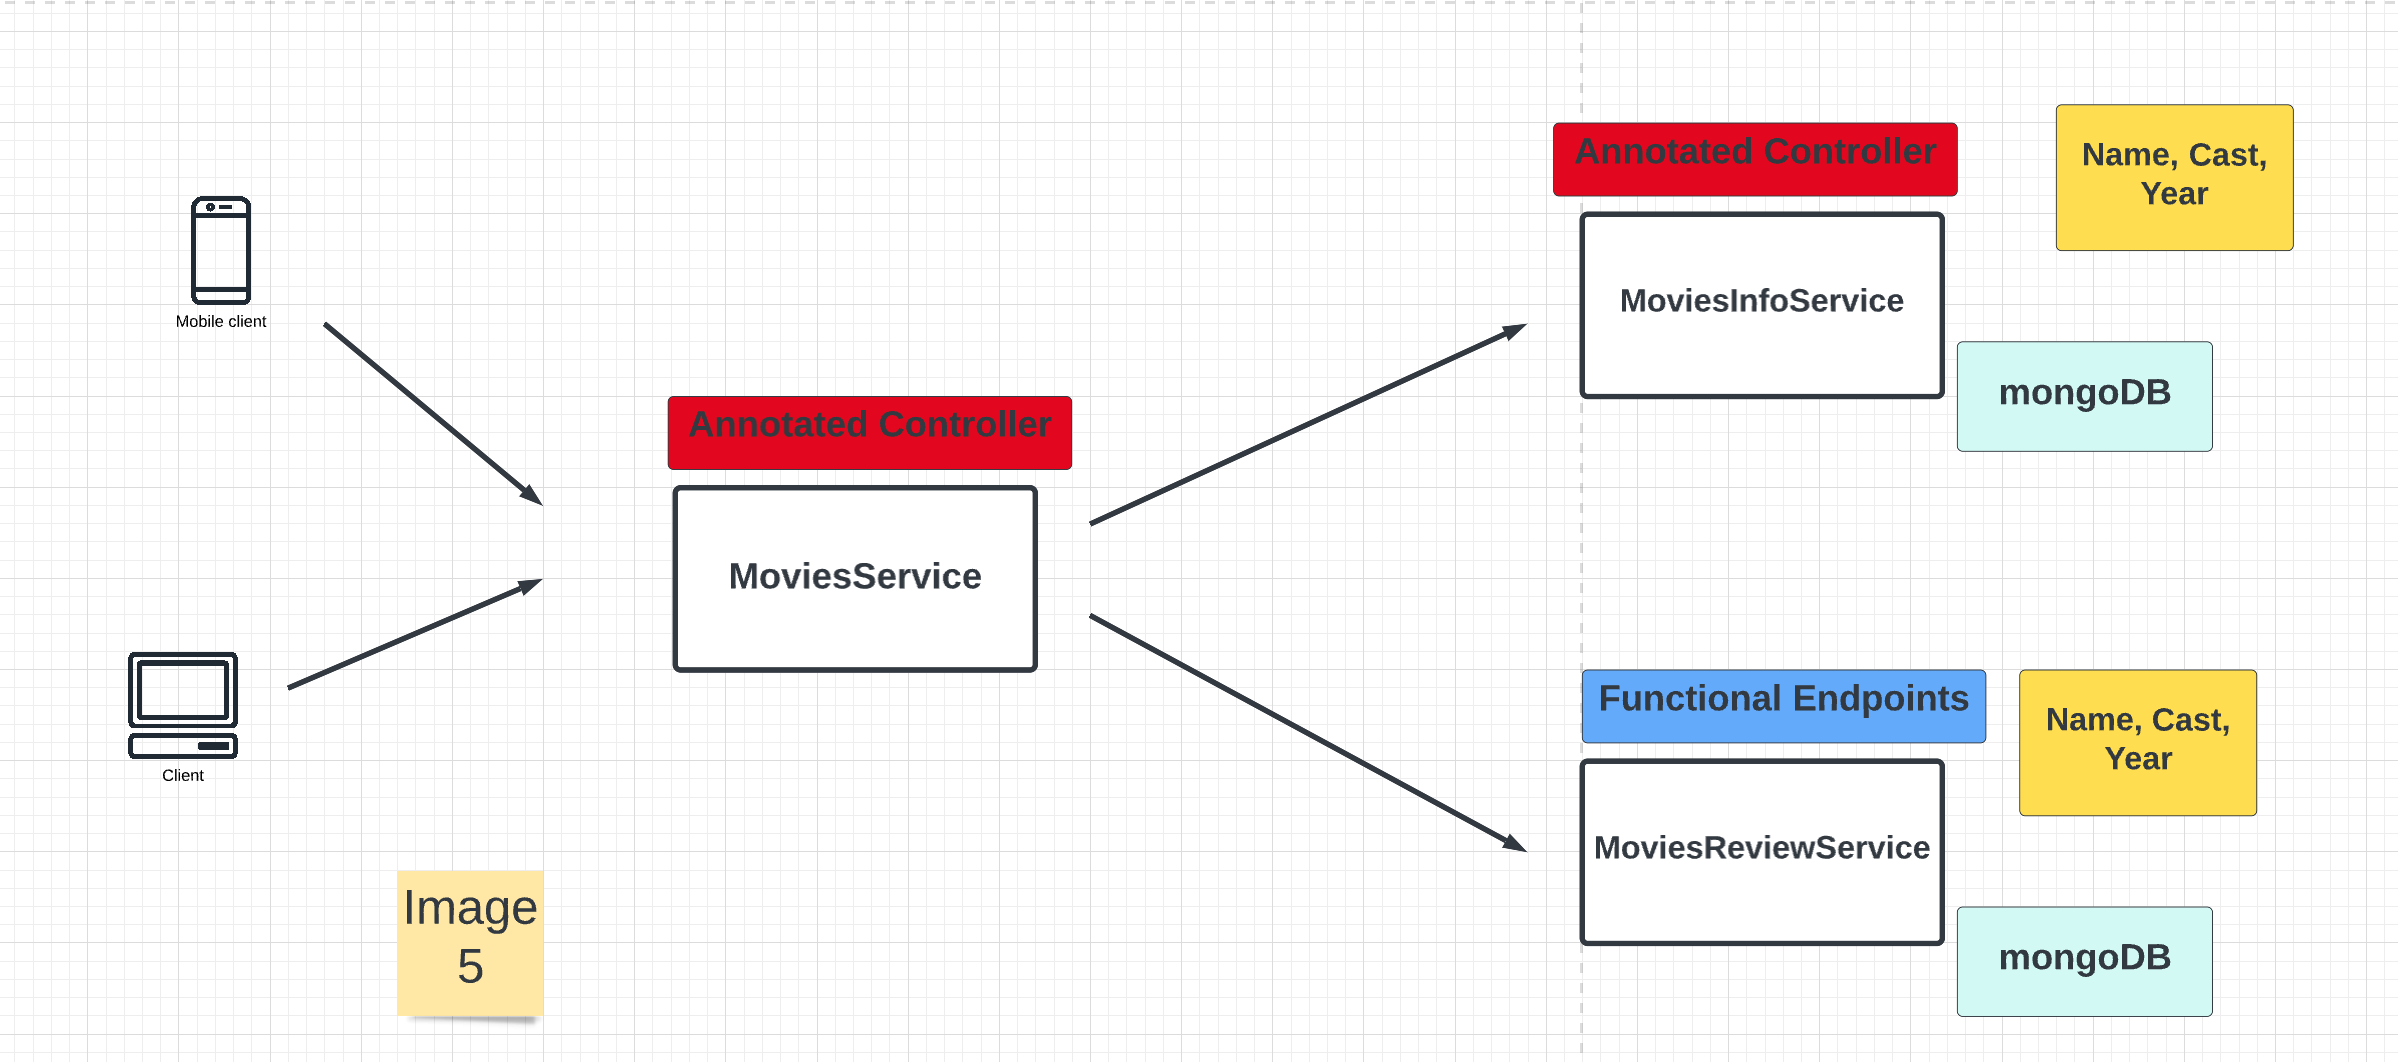 Mobile client
Client
Image
5
Annotated Controller
MoviesService
Annotated Controller
MoviesInfoService
Name, Cast,
Year
mongoDB
Functional Endpoints
MoviesReviewService
Name, Cast,
Year
mongoDB